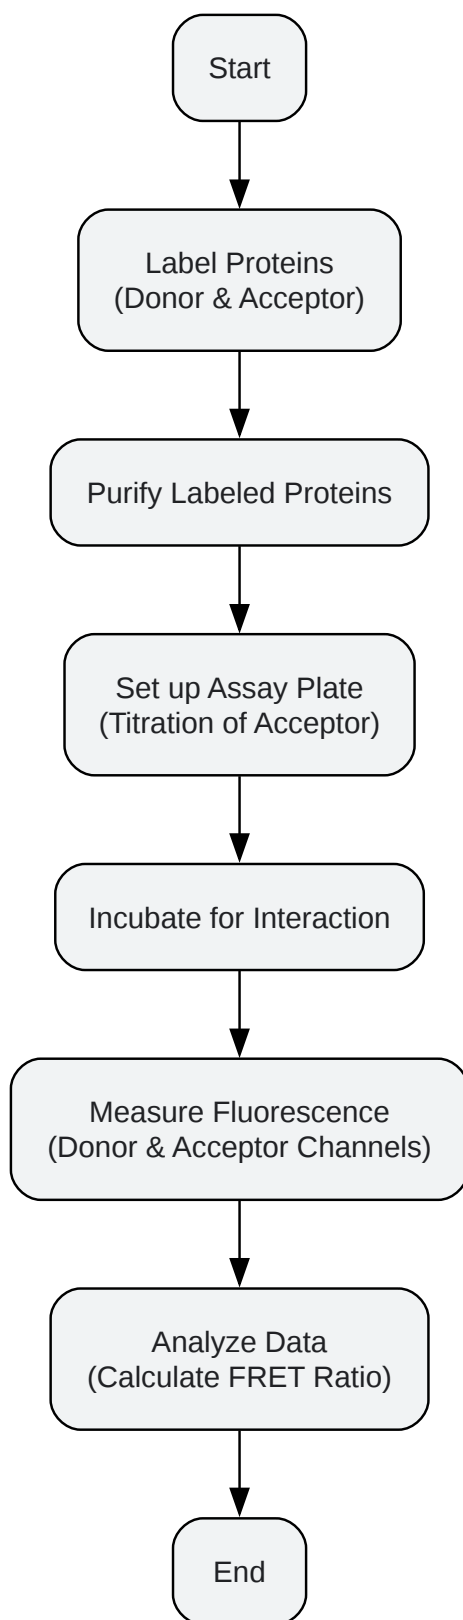 Start
Label Proteins
(Donor & Acceptor)
Purify Labeled Proteins
Set up Assay Plate
(Titration of Acceptor)
Incubate for Interaction
Measure Fluorescence
(Donor & Acceptor Channels)
Analyze Data
(Calculate FRET Ratio)
End